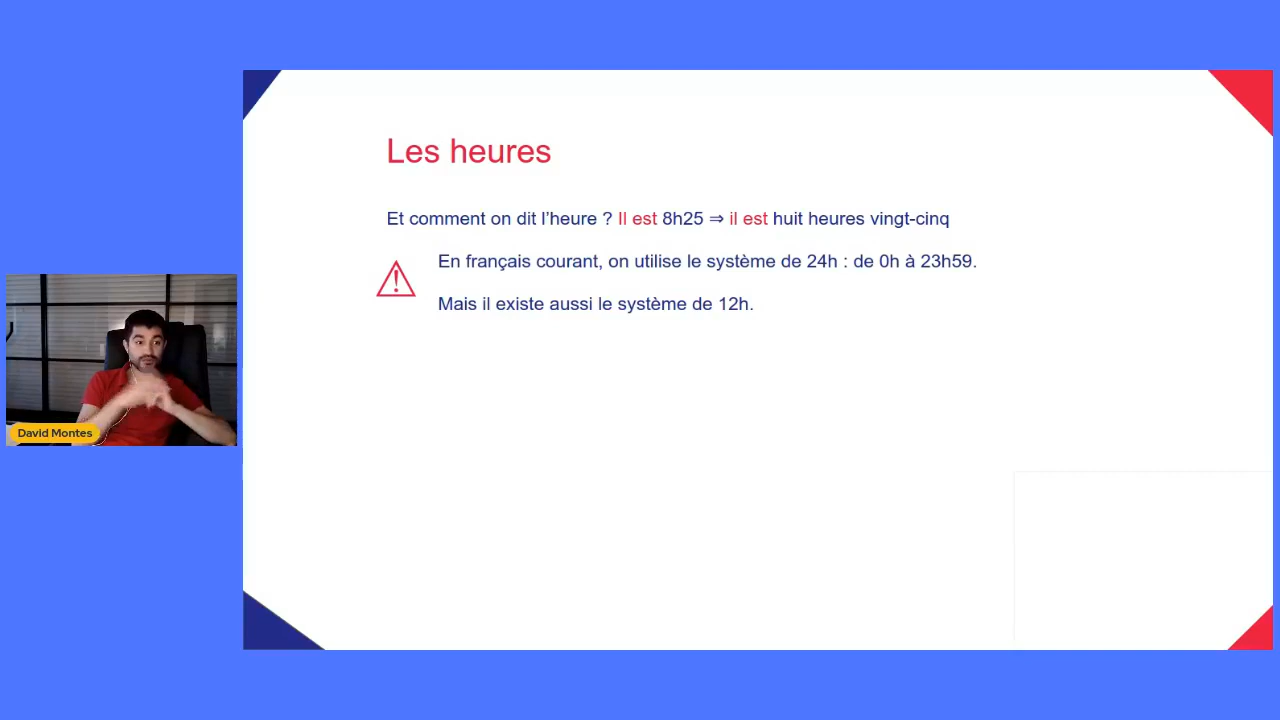 Les heures
Et comment on dit l’heure ? Il est 8h25 ⇒ il est huit heures vingt-cinq
En français courant, on utilise le système de 24h : de 0h à 23h59.
Mais il existe aussi le système de 12h.
David Montes